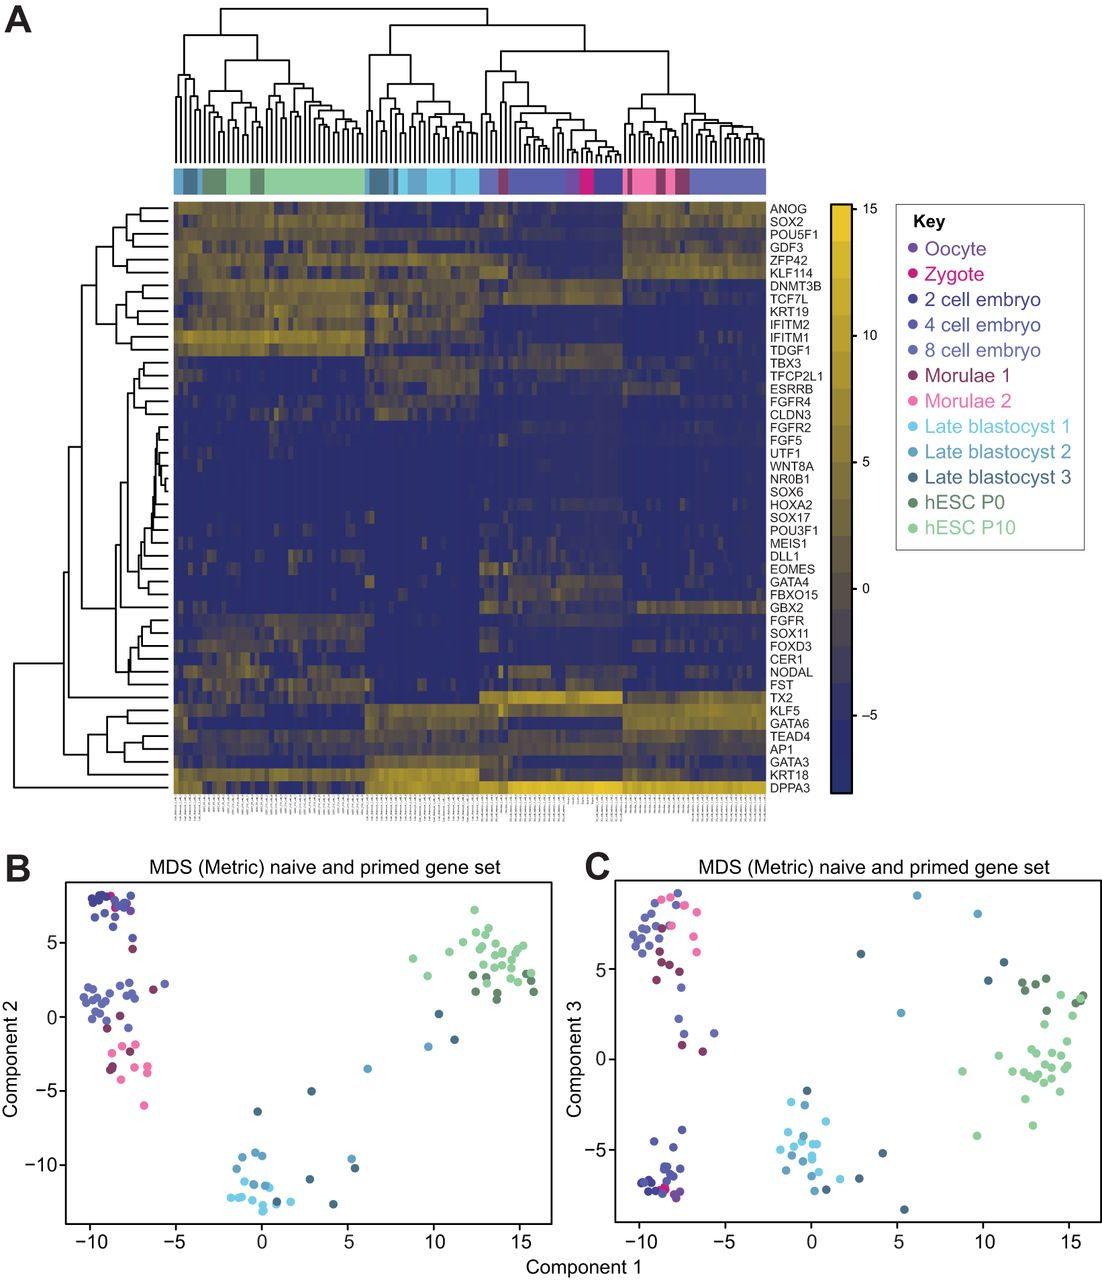 A
ANOG
SOX2
POU5F1
GDF3
ZFP42
KLF114
DNMT3B
TCF7L
KRT19
IFITM2
IFITM1
TDGF1
TBX3
TFCP2L1
ESRRB
FGFR4
CLDN3
FGFR2
FGF5
UTF1
WNT8A
NR0B1
SOX6
HOXA2
SOX17
POU3F1
MEIS1
DLL1
EOMES
GATA4
FBXO15
GBX2
FGFR
SOX11
FOXD3
CER1
NODAL
FST
TX2
KLF5
GATA6
TEAD4
AP1
GATA3
KRT18
DPPA3
15
10
5
0
−5
Key
Oocyte
Zygote
2 cell embryo
4 cell embryo
8 cell embryo
Morulae 1
Morulae 2
Late blastocyst 1
Late blastocyst 2
Late blastocyst 3
hESC P0
hESC P10
B
MDS (Metric) naive and primed gene set
Component 2
5
0
−5
−10
−10
−5
0
5
10
15
C
MDS (Metric) naive and primed gene set
Component 3
5
0
−5
−10
−5
0
5
10
15
Component 1